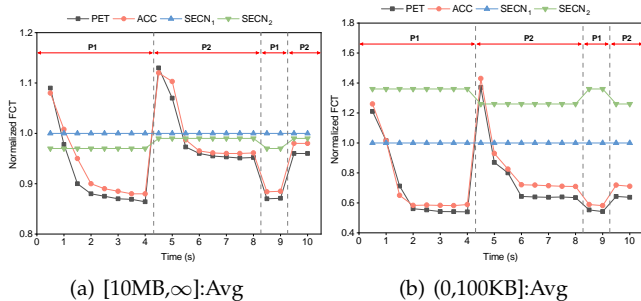 PET ACC SECN1 SECN2
P1 P2 P1 P2
1.2
1.1
1.0
0.9
0.8
Normalized FCT
0 1 2 3 4 5 6 7 8 9 10
Time (s)
(a) [10MB,∞]:Avg
PET ACC SECN1 SECN2
P1 P2 P1 P2
1.8
1.6
1.4
1.2
1.0
0.8
0.6
0.4
Normalized FCT
0 1 2 3 4 5 6 7 8 9 10
Time (s)
(b) (0,100KB]:Avg